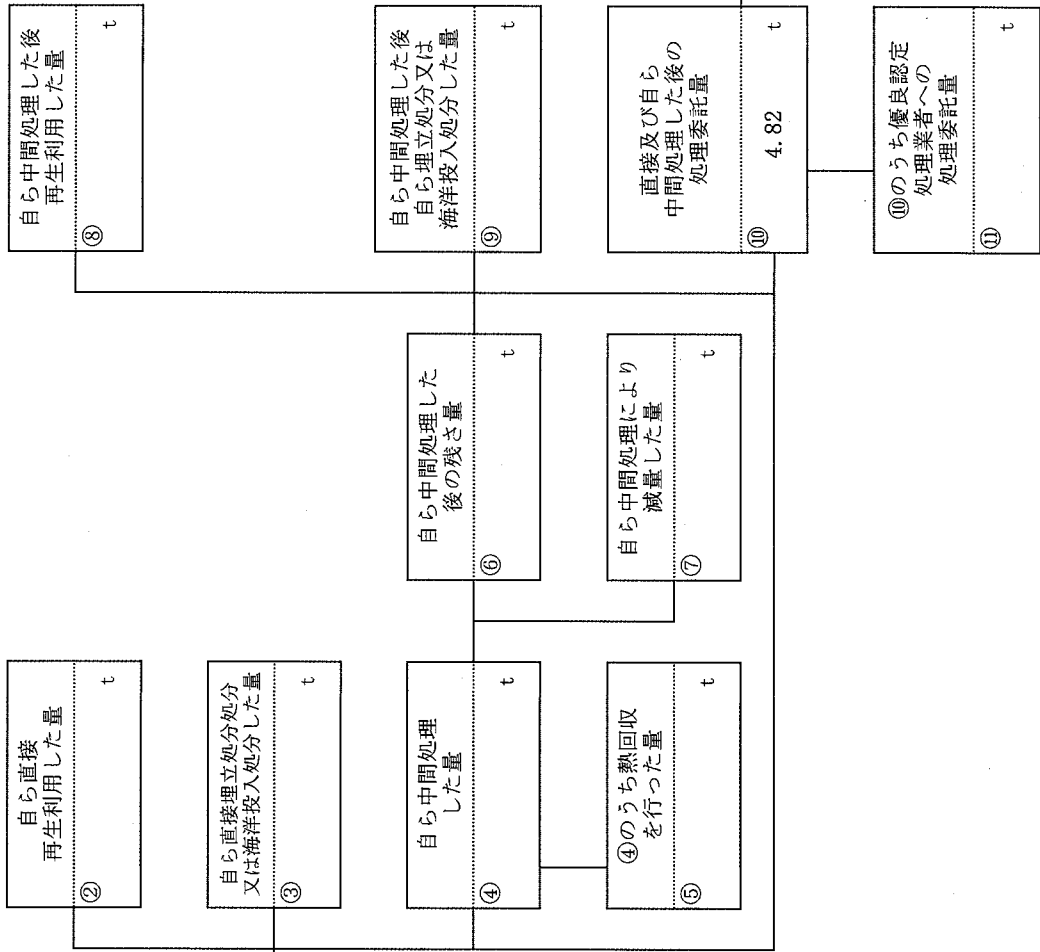 自ら直接
再生利用した量
② t
自ら直接埋立処分処分
又は海洋投入処分した量
③ t
自ら中間処理
した量
④ t
④のうち熱回収
を行った量
⑤ t
自ら中間処理した
後の残さ量
⑥ t
自ら中間処理により
減量した量
⑦ t
自ら中間処理した後
再生利用した量
⑧ t
自ら中間処理した後
自ら埋立処分又は
海洋投入処分した量
⑨ t
直接及び自ら
中間処理した後の
処理委託量
⑩ 4.82 t
⑩のうち優良認定
処理業者への
処理委託量
⑪ t